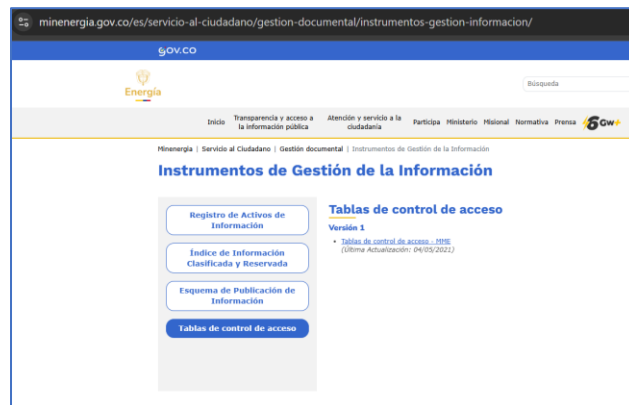 minenergia.gov.co/es/servicio-al-ciudadano/gestion-documental/instrumentos-gestion-informacion/
GOV.CO
Energía
Búsqueda
Inicio Transparencia y acceso a la información pública Atención y servicio a la ciudadanía Participa Ministerio Misional Normativa Prensa 6GW+
Minenergía | Servicio al Ciudadano | Gestión documental | Instrumentos de Gestión de la Información
Instrumentos de Gestión de la Información
Registro de Activos de
Información
Índice de Información
Clasificada y Reservada
Esquema de Publicación de
Información
Tablas de control de acceso
Tablas de control de acceso
Versión 1
Tablas de control de acceso - MME
(Última Actualización: 04/05/2021)